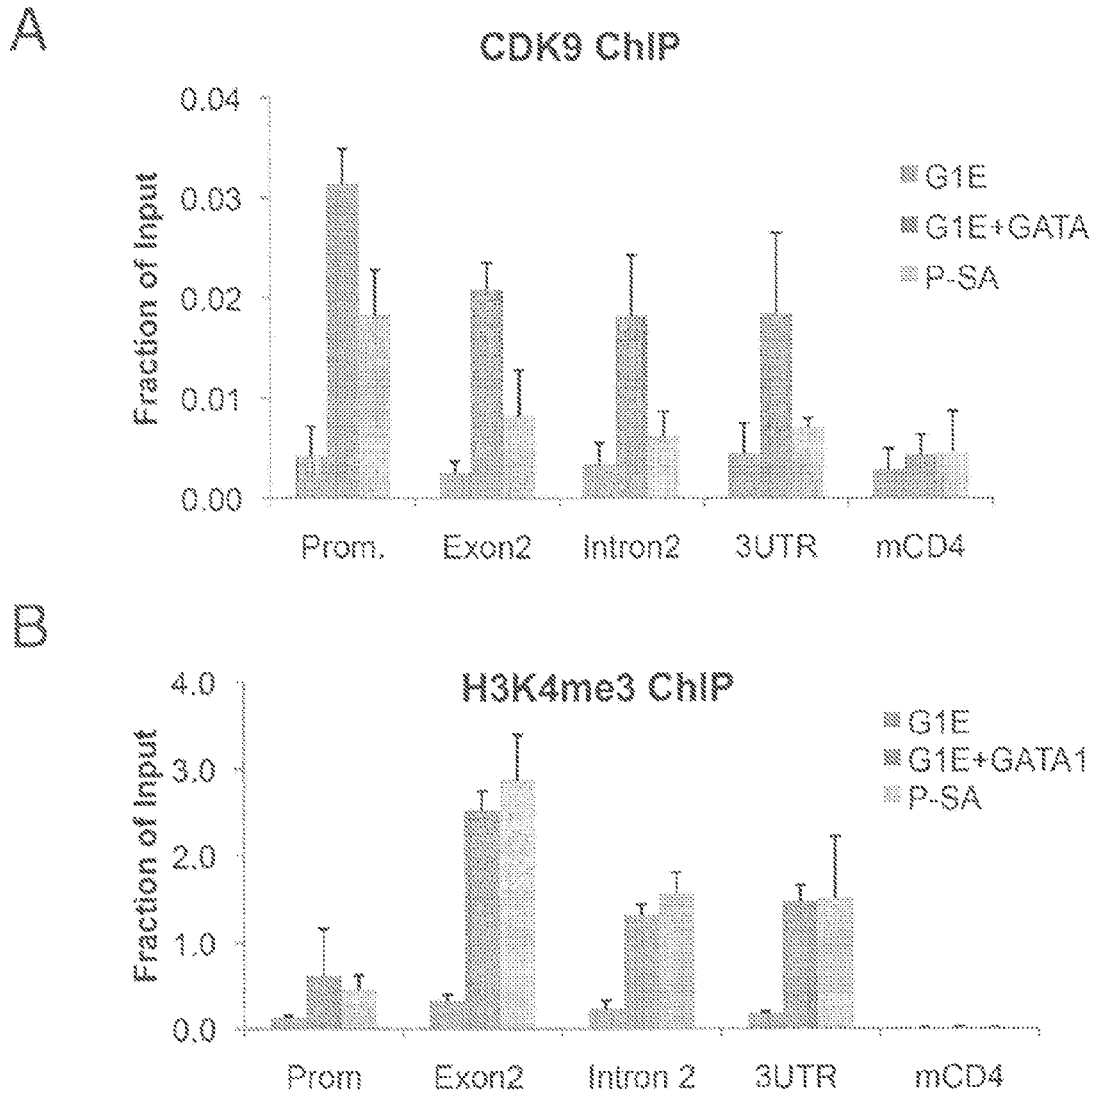 A
CDK9 ChIP
0.04
0.03
0.02
0.01
0.00
Fraction of Input
G1E
G1E+GATA
P-SA
Prom.
Exon2
Intron2
3UTR
mCD4
B
H3K4me3 ChIP
4.0
3.0
2.0
1.0
0.0
Fraction of Input
G1E
G1E+GATA1
P-SA
Prom
Exon2
Intron 2
3UTR
mCD4